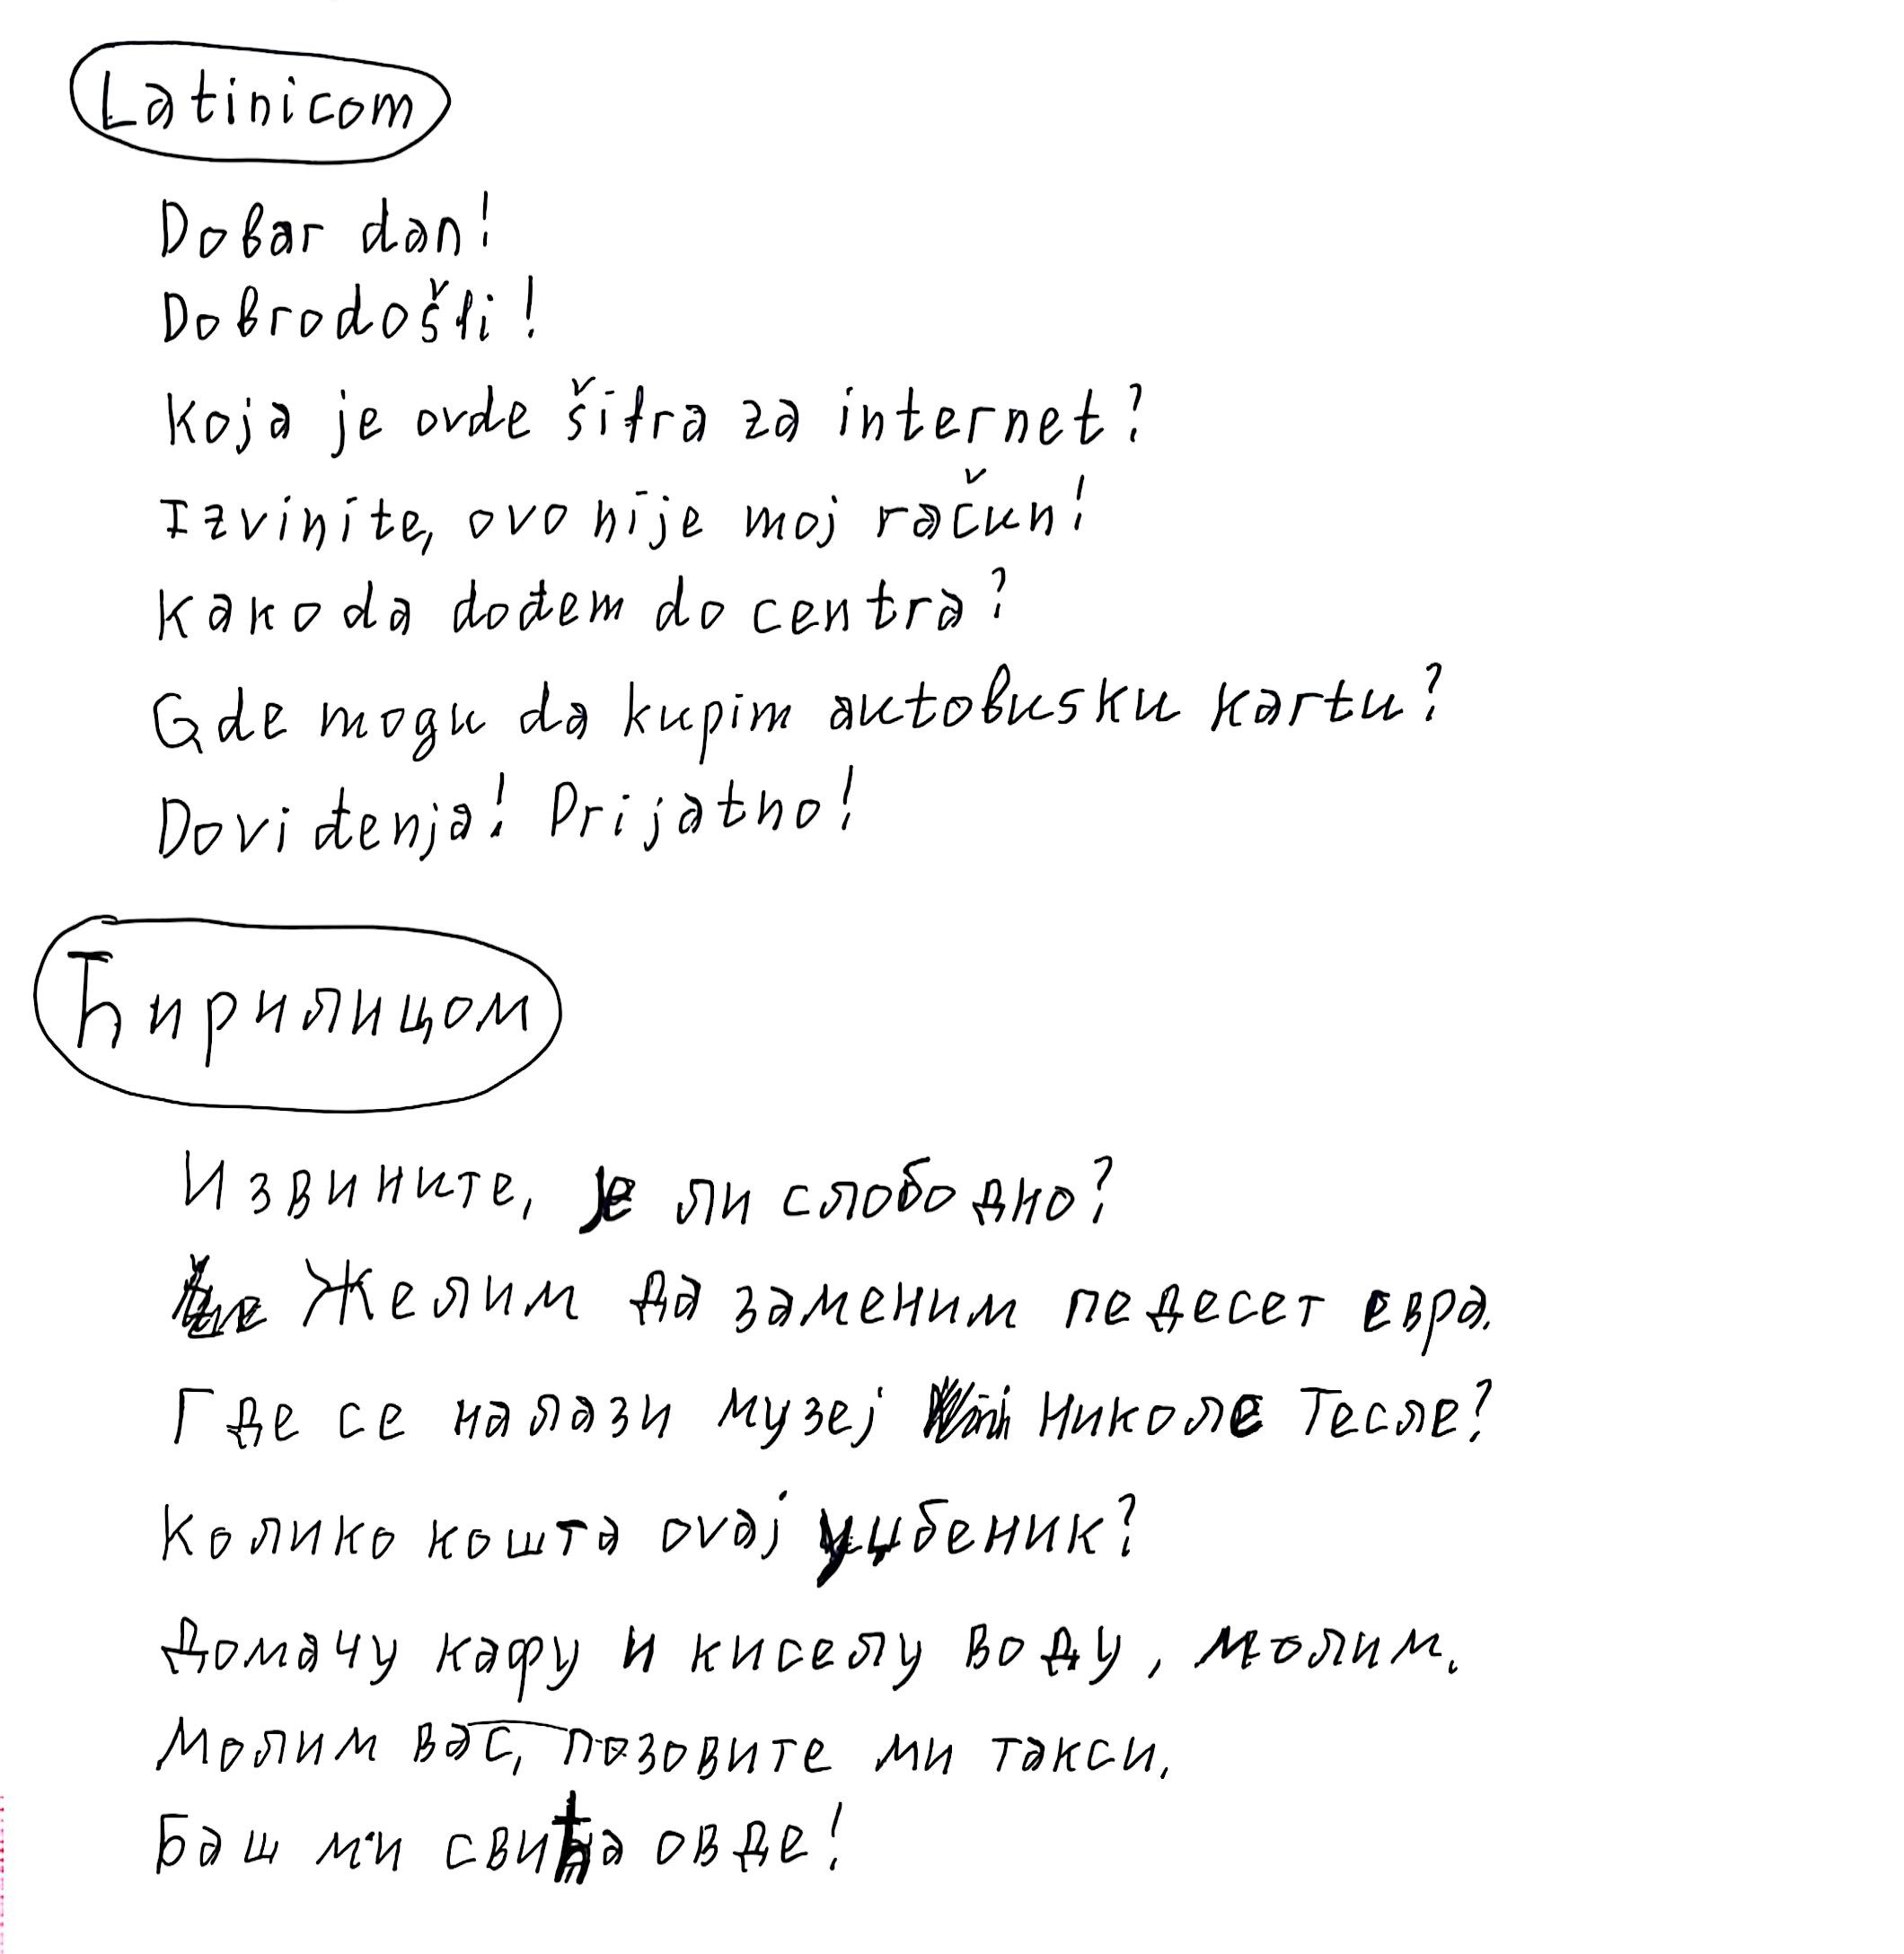 Latinicom
Dobar dan!
Dobrodošli!
Koja je ovde šifra za internet?
Izvinite, ovo nije moj račun!
Kako da dođem do centra?
Gde mogu da kupim autobusku kartu?
Doviđenja! Prijatno!
Ћирилицом
Извините, је ли слободно?
Желим да заменим педесет евра.
Где се налази музеј Николе Тесле?
Колико кошта ovaj уџбеник?
Домачу кафу и киселу воду, молим.
Молим вас, позовите ми такси.
Баш ми свиђа овде!